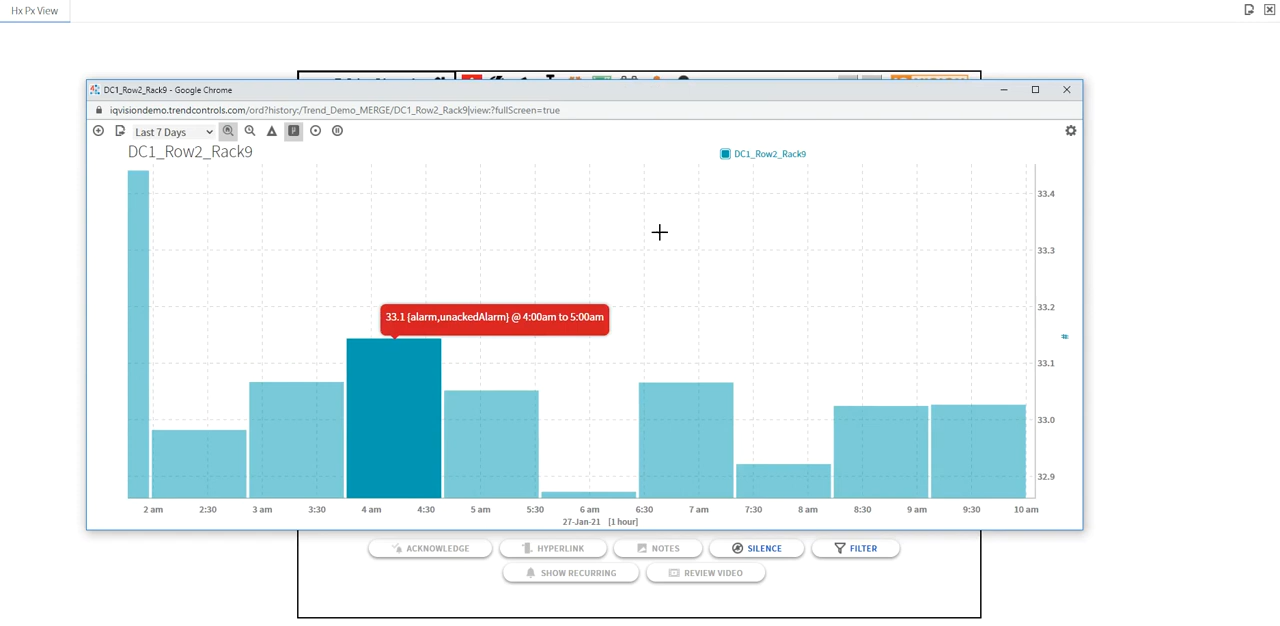 Hx Px View
DC1_Row2_Rack9 - Google Chrome
iqvisiondemo.trendcontrols.com/ord?history:/Trend_Demo_MERGE/DC1_Row2_Rack9|view:?fullScreen=true
Last 7 Days
DC1_Row2_Rack9
DC1_Row2_Rack9
33.4
33.3
33.2
33.1 {alarm,unackedAlarm} @ 4:00am to 5:00am
33.1
33.0
32.9
2 am 2:30 3 am 3:30 4 am 4:30 5 am 5:30 6 am 6:30 7 am 7:30 8 am 8:30 9 am 9:30 10 am
27-Jan-21 [1 hour]
ACKNOWLEDGE HYPERLINK NOTES SILENCE FILTER
SHOW RECURRING REVIEW VIDEO